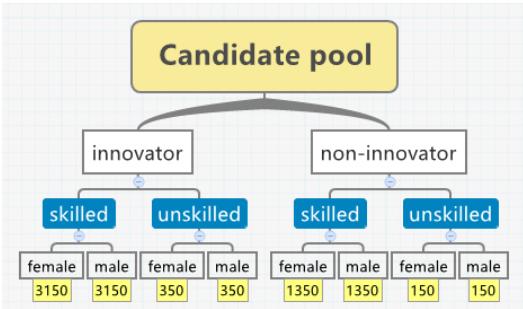 Candidate pool
innovator non-innovator
skilled unskilled skilled unskilled
female male female male female male female male
3150 3150 350 350 1350 1350 150 150